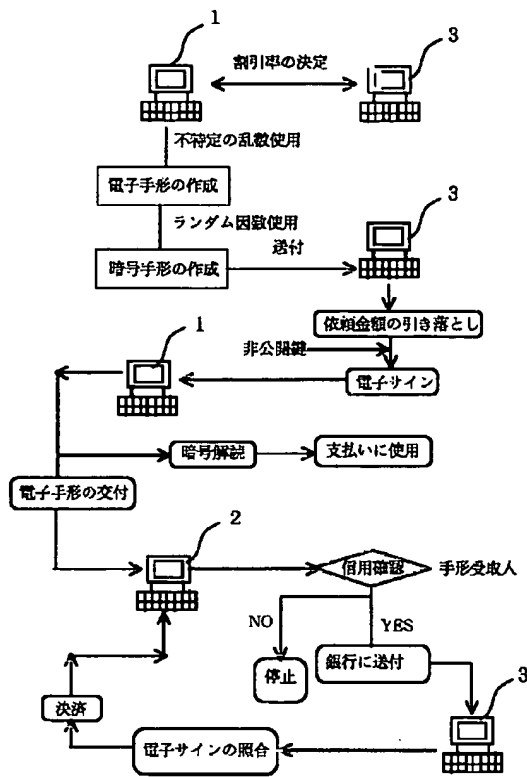 1
3
割引率の決定
不特定の乱数使用
電子手形の作成
ランダム因数使用
3
送付
暗号手形の作成
依頼金額の引き落とし
1
非公開鍵
電子サイン
暗号解読
支払いに使用
電子手形の交付
2
信用確認
手形受取人
NO
YES
停止
銀行に送付
3
決済
電子サインの照合